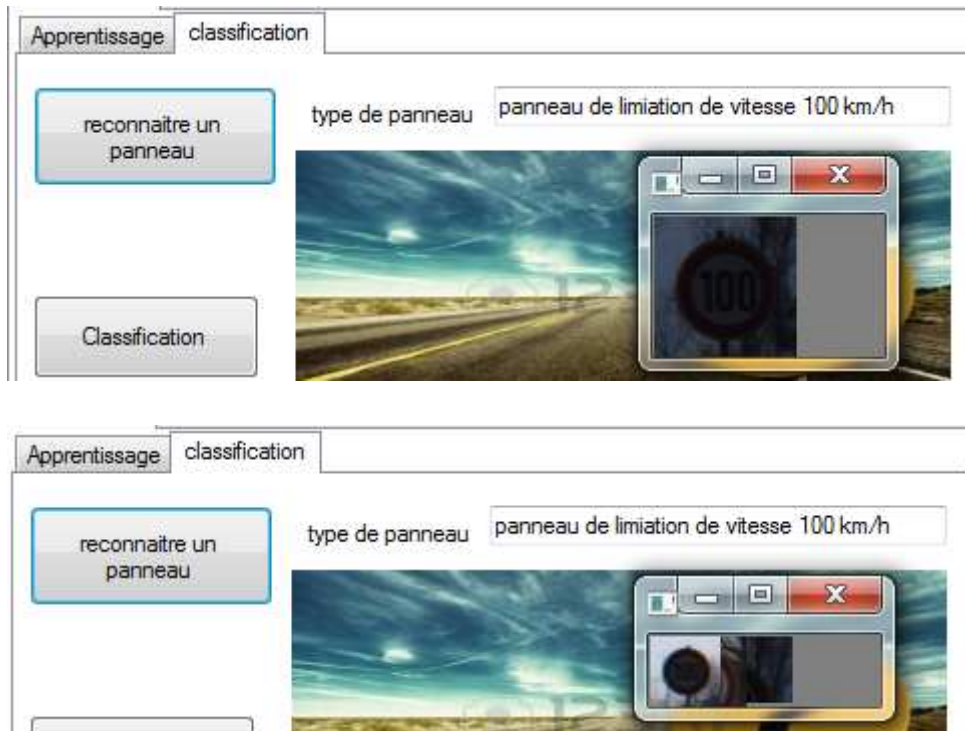 Apprentissage classification
reconnaitre un
panneau
type de panneau panneau de limiation de vitesse 100 km/h
100
Classification
Apprentissage classification
reconnaitre un
panneau
type de panneau panneau de limiation de vitesse 100 km/h